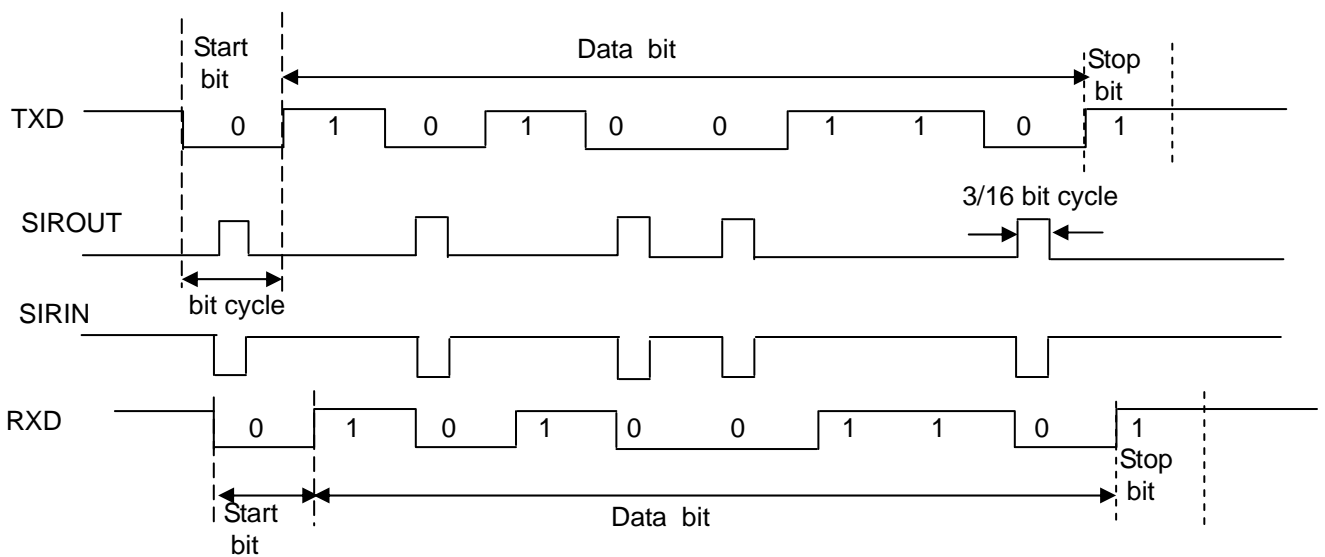 Start
bit
Data bit
Stop
bit
TXD
0 1 0 1 0 0 1 1 0 1
3/16 bit cycle
SIROUT
bit cycle
SIRIN
RXD
0 1 0 1 0 0 1 1 0 1
Stop
bit
Start
bit
Data bit